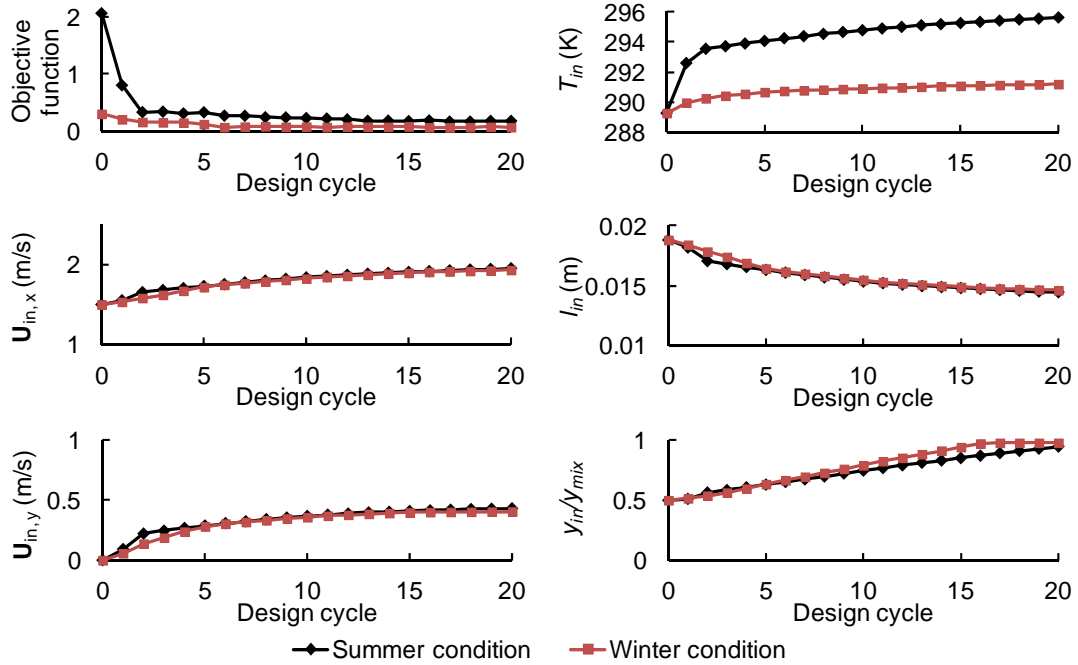 Objective
function
2
1
0
0 5 10 15 20
Design cycle
T_in (K)
296
294
292
290
288
0 5 10 15 20
Design cycle
U_in,x (m/s)
2
1
0 5 10 15 20
Design cycle
l_in (m)
0.02
0.015
0.01
0 5 10 15 20
Design cycle
U_in,y (m/s)
1
0.5
0
0 5 10 15 20
Design cycle
y_in/y_mix
1
0.5
0
0 5 10 15 20
Design cycle
Summer condition Winter condition